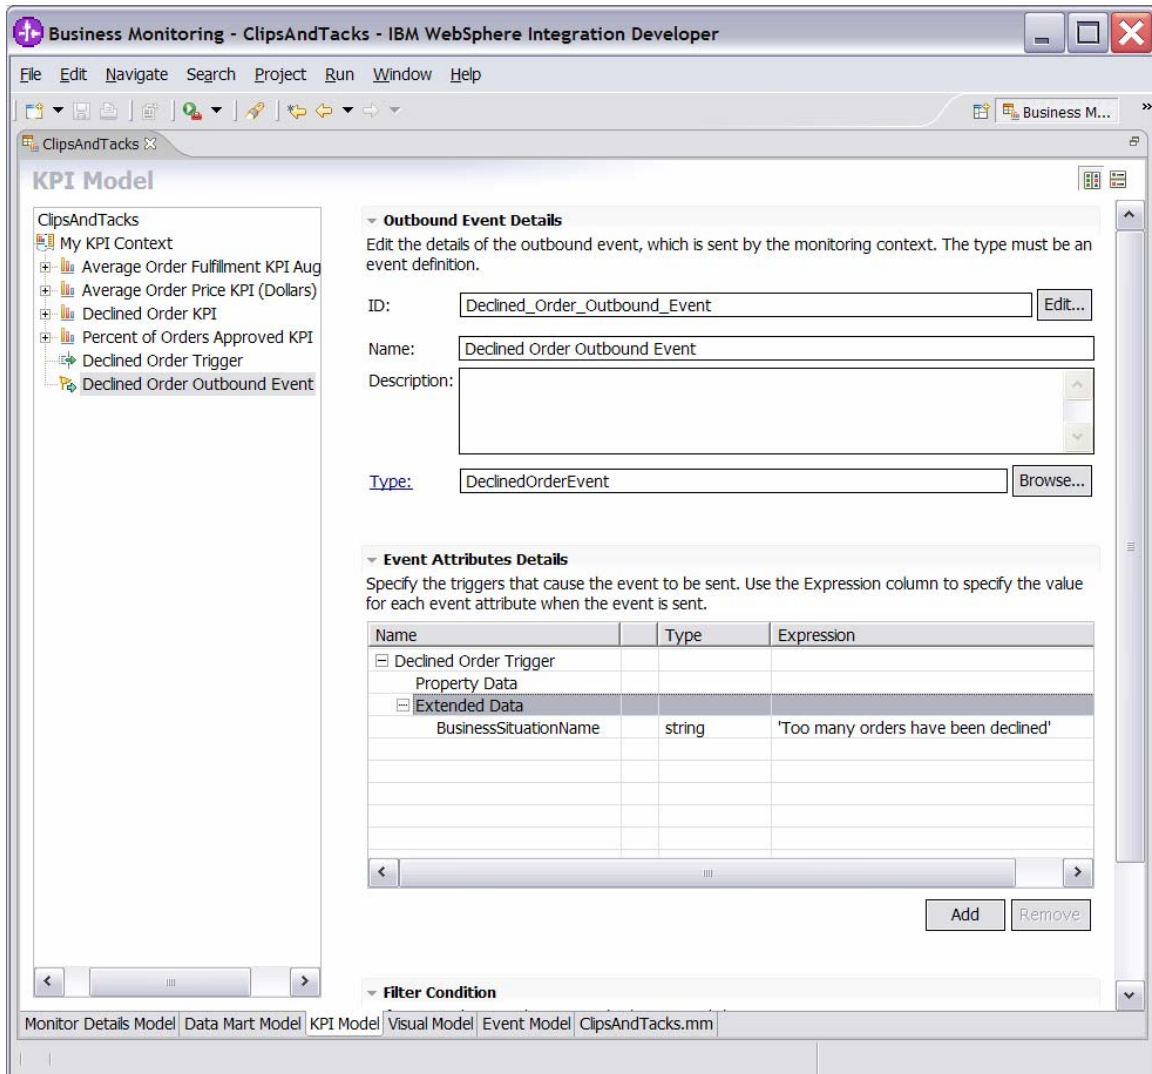 Business Monitoring - ClipsAndTacks - IBM WebSphere Integration Developer
File Edit Navigate Search Project Run Window Help
Business M...
ClipsAndTacks
KPI Model
ClipsAndTacks
My KPI Context
Average Order Fulfillment KPI Aug
Average Order Price KPI (Dollars)
Declined Order KPI
Percent of Orders Approved KPI
Declined Order Trigger
Declined Order Outbound Event
Outbound Event Details
Edit the details of the outbound event, which is sent by the monitoring context. The type must be an
event definition.
ID: Declined_Order_Outbound_Event Edit...
Name: Declined Order Outbound Event
Description:
Type: DeclinedOrderEvent Browse...
Event Attributes Details
Specify the triggers that cause the event to be sent. Use the Expression column to specify the value
for each event attribute when the event is sent.
Name Type Expression
Declined Order Trigger
Property Data
Extended Data
BusinessSituationName string 'Too many orders have been declined'
Add Remove
Filter Condition
Monitor Details Model Data Mart Model KPI Model Visual Model Event Model ClipsAndTacks.mm